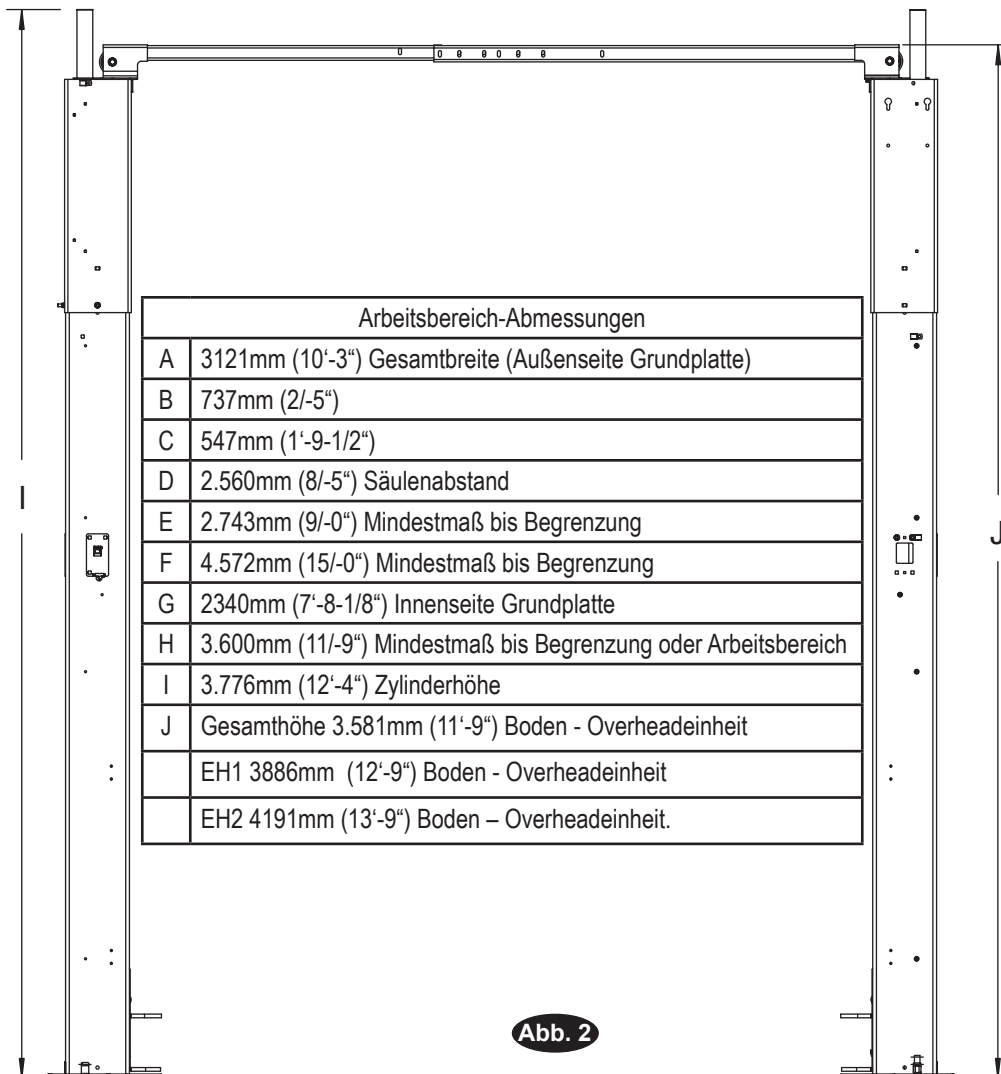 Arbeitsbereich-Abmessungen
A 3121mm (10‘-3“) Gesamtbreite (Außenseite Grundplatte)
B 737mm (2/-5“)
C 547mm (1‘-9-1/2“)
D 2.560mm (8/-5“) Säulenabstand
E 2.743mm (9/-0“) Mindestmaß bis Begrenzung
F 4.572mm (15/-0“) Mindestmaß bis Begrenzung
G 2340mm (7‘-8-1/8“) Innenseite Grundplatte
H 3.600mm (11/-9“) Mindestmaß bis Begrenzung oder Arbeitsbereich
I 3.776mm (12‘-4“) Zylinderhöhe
J Gesamthöhe 3.581mm (11‘-9“) Boden - Overheadeinheit
EH1 3886mm (12‘-9“) Boden - Overheadeinheit
EH2 4191mm (13‘-9“) Boden – Overheadeinheit.
I
J
Abb. 2